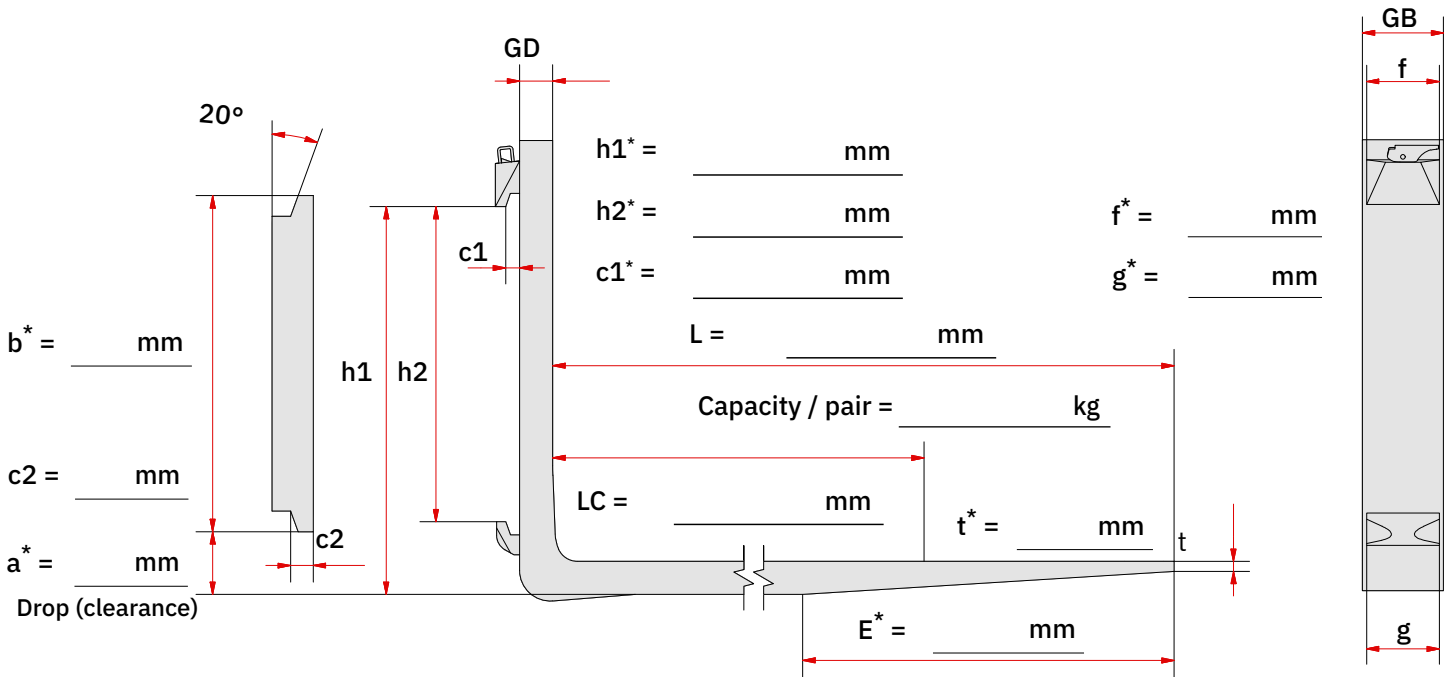 GB
GD
f
20°
h1* = mm
h2* = mm
f* = mm
c1
c1* = mm
g* = mm
b* = mm
L = mm
h1
h2
Capacity / pair = kg
c2 = mm
LC = mm
t* = mm
t
c2
a* = mm
Drop (clearance)
E* = mm
g